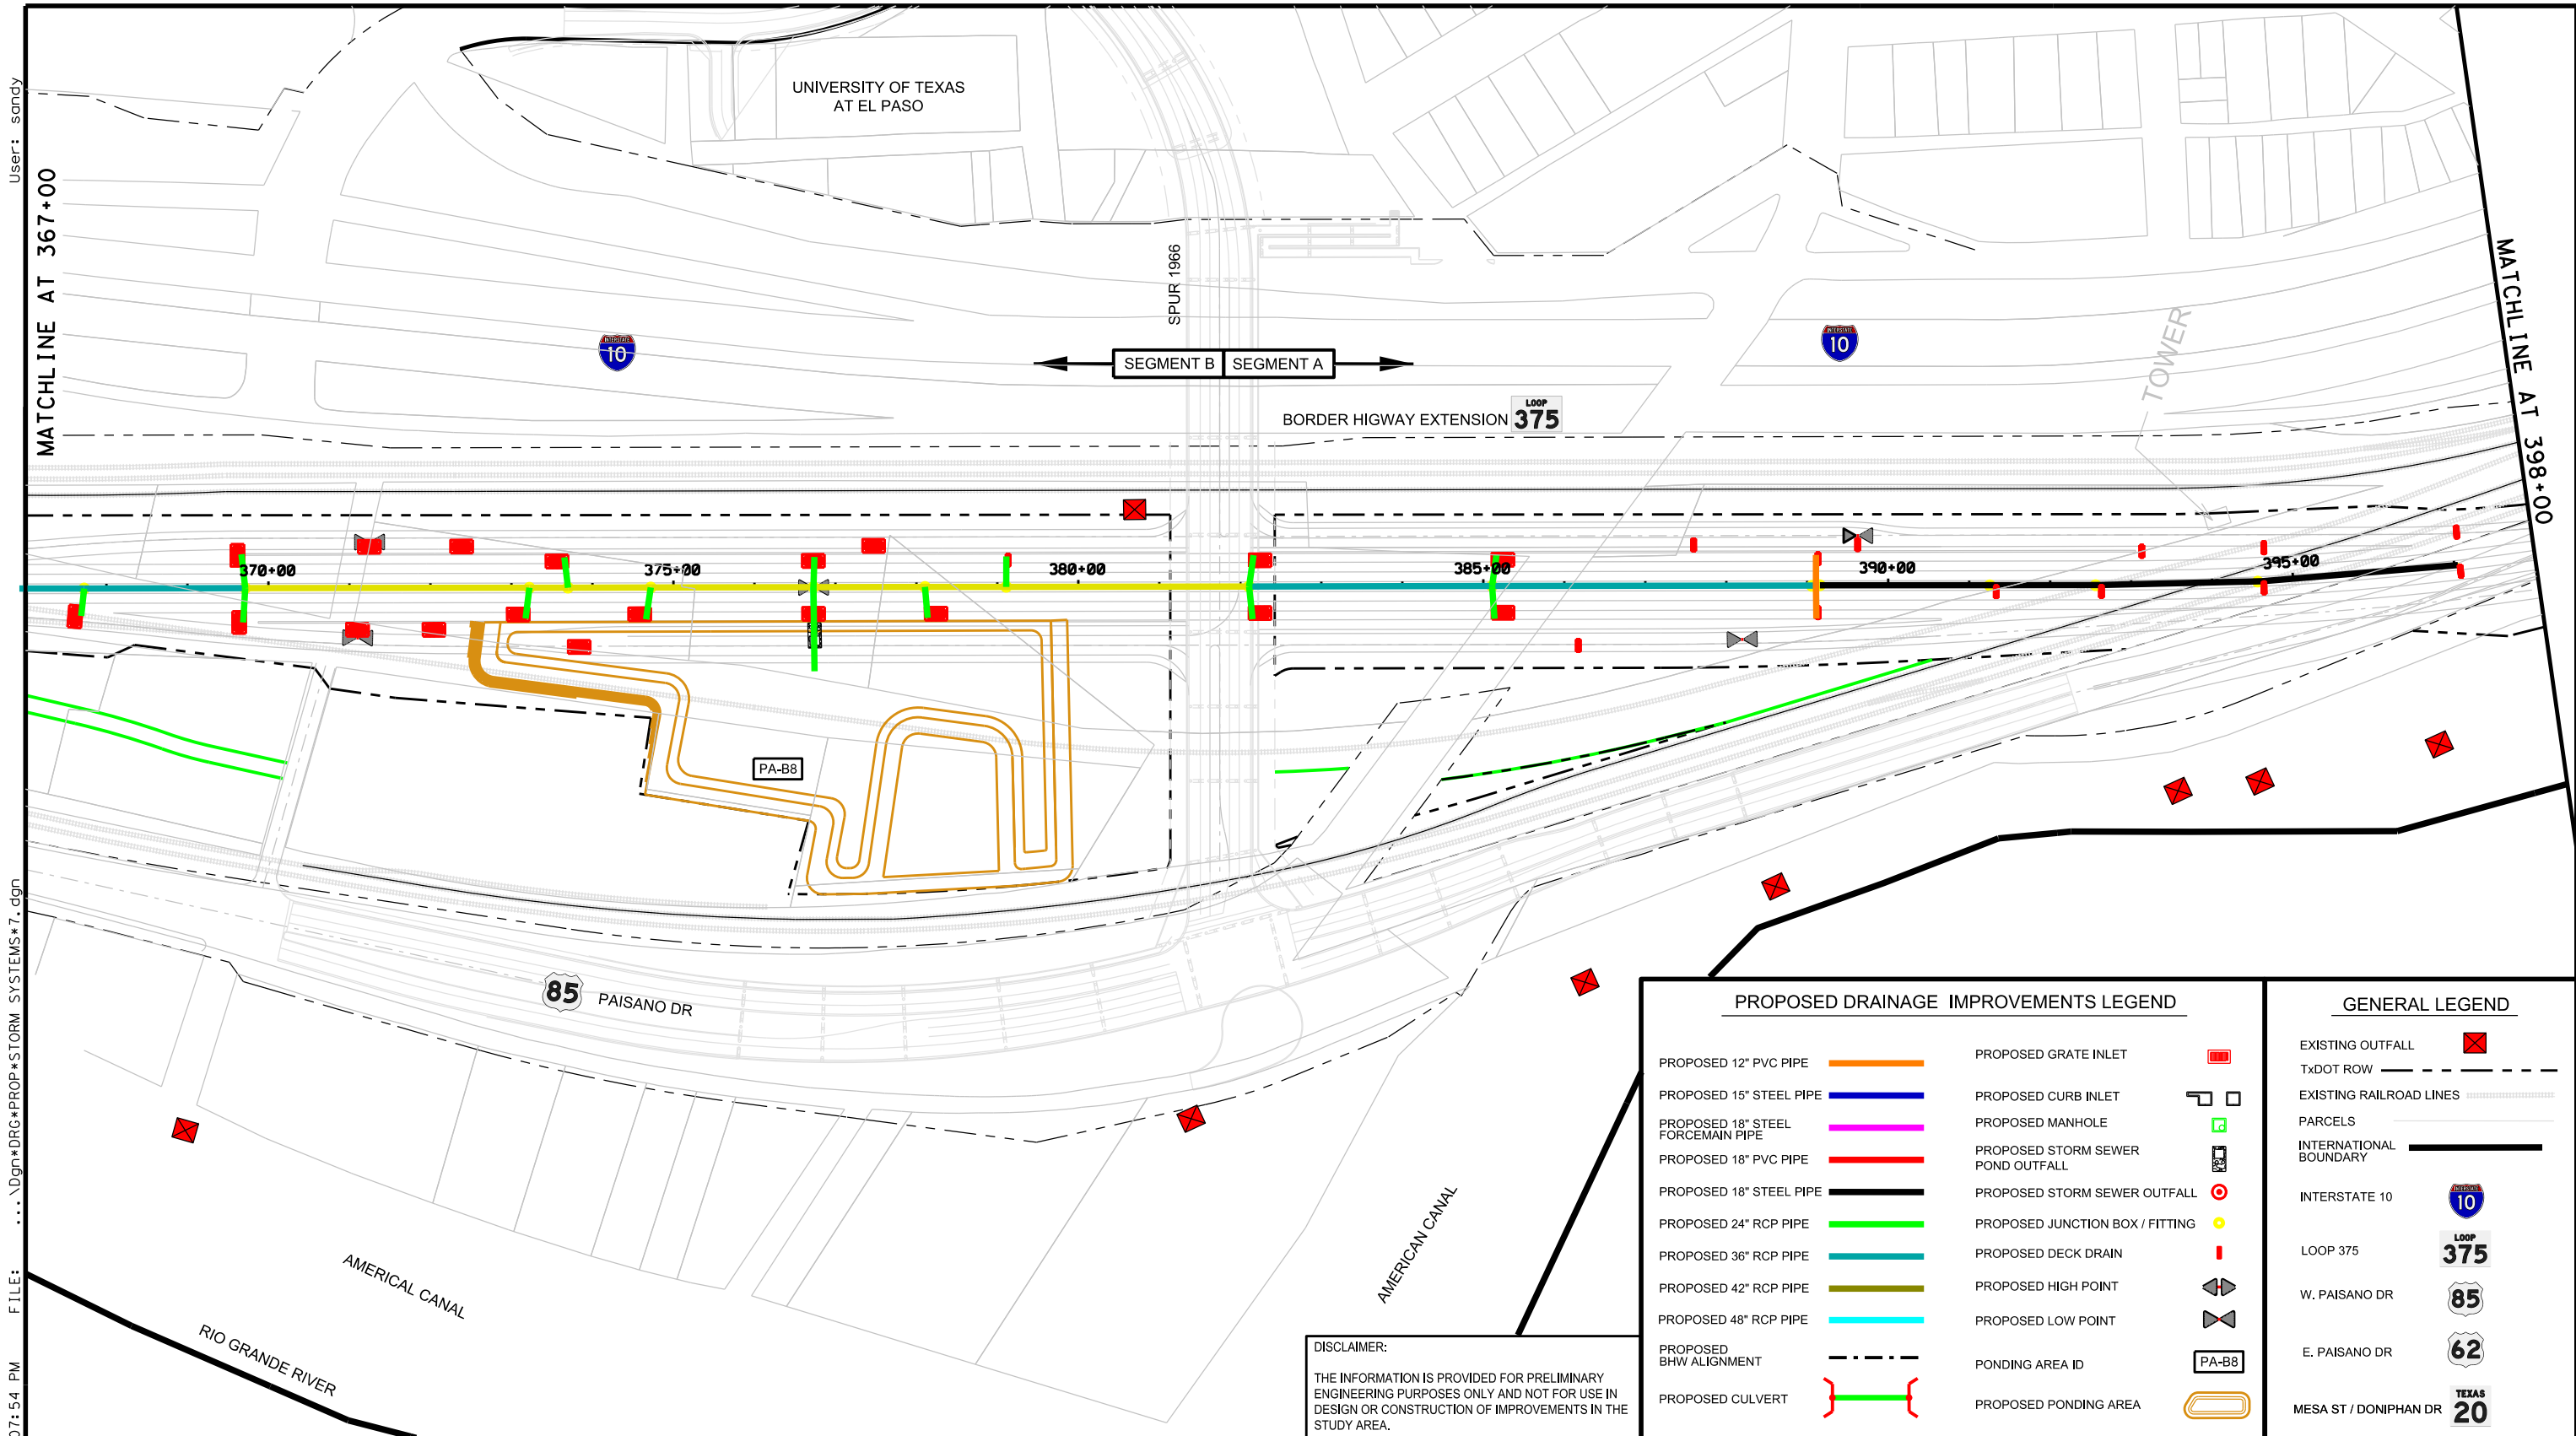 User: sandy
MATCHLINE AT 367+00
UNIVERSITY OF TEXAS
AT EL PASO
SPUR 1966
INTERSTATE
10
SEGMENT B
SEGMENT A
INTERSTATE
10
BORDER HIGWAY EXTENSION
LOOP
375
TOWER
MATCHLINE AT 398+00
370+00
375+00
380+00
385+00
390+00
395+00
PA-B8
85
PAISANO DR
AMERICAL CANAL
RIO GRANDE RIVER
AMERICAN CANAL
07:54 PM FILE: ...\Dgn*DRG*PROP*STORM SYSTEMS*7.dgn
DISCLAIMER:
THE INFORMATION IS PROVIDED FOR PRELIMINARY
ENGINEERING PURPOSES ONLY AND NOT FOR USE IN
DESIGN OR CONSTRUCTION OF IMPROVEMENTS IN THE
STUDY AREA.
PROPOSED DRAINAGE IMPROVEMENTS LEGEND
PROPOSED 12" PVC PIPE
PROPOSED 15" STEEL PIPE
PROPOSED 18" STEEL
FORCEMAIN PIPE
PROPOSED 18" PVC PIPE
PROPOSED 18" STEEL PIPE
PROPOSED 24" RCP PIPE
PROPOSED 36" RCP PIPE
PROPOSED 42" RCP PIPE
PROPOSED 48" RCP PIPE
PROPOSED
BHW ALIGNMENT
PROPOSED CULVERT
PROPOSED GRATE INLET
PROPOSED CURB INLET
PROPOSED MANHOLE
PROPOSED STORM SEWER
POND OUTFALL
PROPOSED STORM SEWER OUTFALL
PROPOSED JUNCTION BOX / FITTING
PROPOSED DECK DRAIN
PROPOSED HIGH POINT
PROPOSED LOW POINT
PONDING AREA ID
PA-B8
PROPOSED PONDING AREA
GENERAL LEGEND
EXISTING OUTFALL
TxDOT ROW
EXISTING RAILROAD LINES
PARCELS
INTERNATIONAL
BOUNDARY
INTERSTATE 10
INTERSTATE
10
LOOP 375
LOOP
375
W. PAISANO DR
85
E. PAISANO DR
62
MESA ST / DONIPHAN DR
TEXAS
20